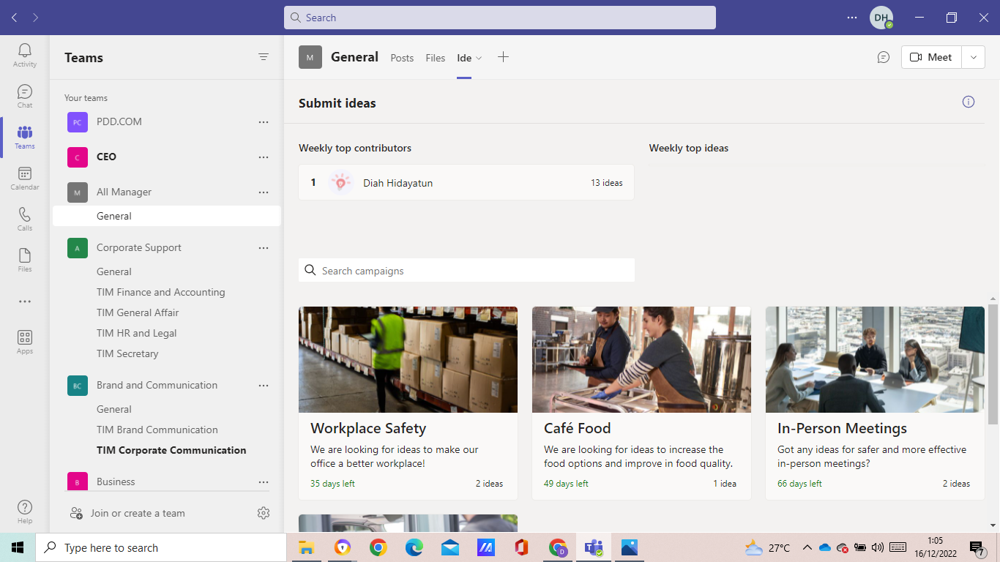 Search
DH
Activity
Chat
Teams
Calendar
Calls
Files
Apps
Help
Teams
Your teams
PC PDD.COM
C CEO
M All Manager
General
A Corporate Support
General
TIM Finance and Accounting
TIM General Affair
TIM HR and Legal
TIM Secretary
BC Brand and Communication
General
TIM Brand Communication
TIM Corporate Communication
B Business
Join or create a team
M General Posts Files Ide
Meet
Submit ideas
Weekly top contributors
1 Diah Hidayatun 13 ideas
Weekly top ideas
Search campaigns
Workplace Safety
We are looking for ideas to make our
office a better workplace!
35 days left 2 ideas
Café Food
We are looking for ideas to increase the
food options and improve in food quality.
49 days left 1 idea
In-Person Meetings
Got any ideas for safer and more effective
in-person meetings?
66 days left 2 ideas
Type here to search
27°C
1:05
16/12/2022
7